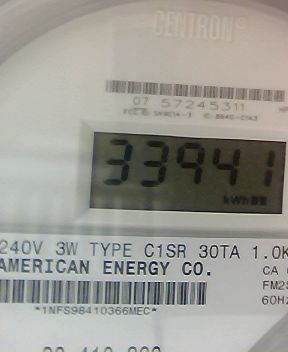 CENTRON®
07 57245311
33941
kWh
240V 3W TYPE C1SR 30TA 1.0K
AMERICAN ENERGY CO.
CA
FM2S
60Hz
*1NFS98410366MEC*